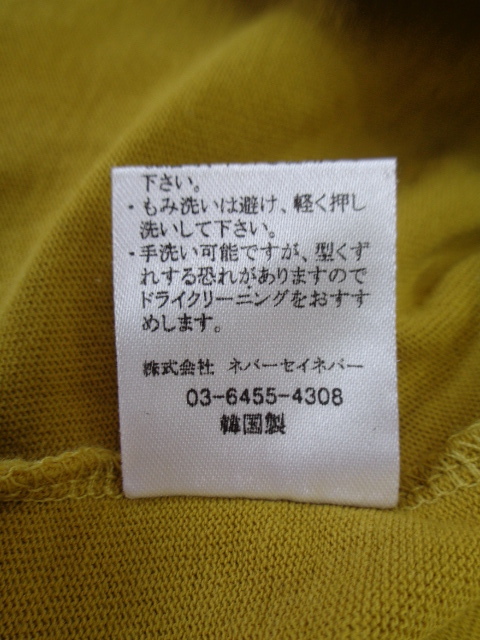 下さい。
・もみ洗いは避け、軽く押し
洗いして下さい。
・手洗い可能ですが、型くず
れする恐れがありますので
ドライクリーニングをおすす
めします。
株式会社 ネバーセイネバー
03-6455-4308
韓国製